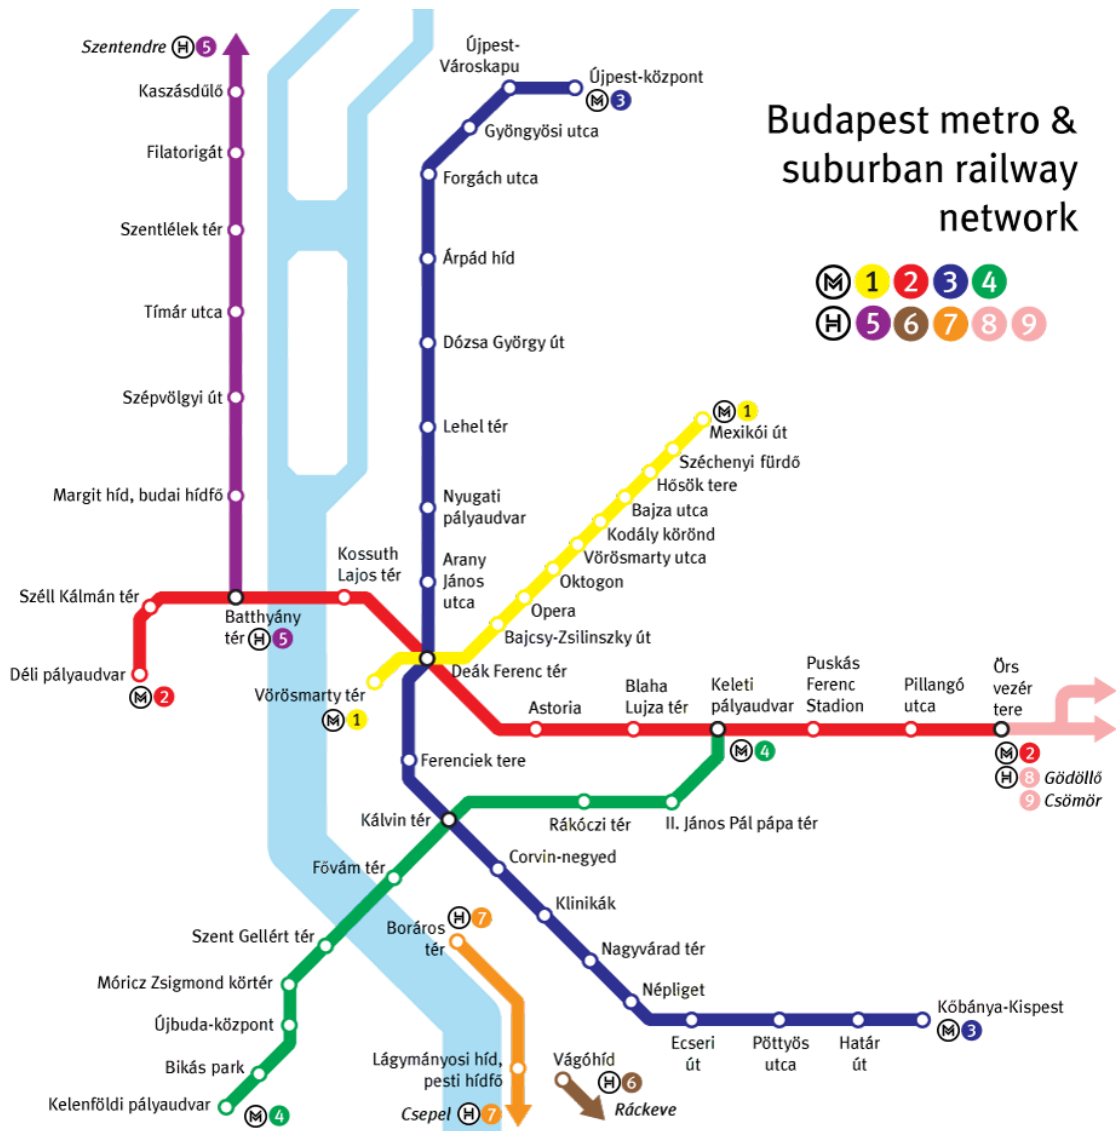 Budapest metro &
suburban railway
network
M 1 2 3 4
H 5 6 7 8 9
Szentendre H 5
Kaszásdűlő
Filatorigát
Szentlélek tér
Tímár utca
Szépvölgyi út
Margit híd, budai hídfő
Újpest-
Városkapu
Újpest-központ
M 3
Gyöngyösi utca
Forgách utca
Árpád híd
Dózsa György út
Lehel tér
Nyugati
pályaudvar
Arany
János
utca
M 1
Mexikói út
Széchenyi fürdő
Hősök tere
Bajza utca
Kodály körönd
Vörösmarty utca
Oktogon
Opera
Bajcsy-Zsilinszky út
Deák Ferenc tér
Vörösmarty tér
M 1
Kossuth
Lajos tér
Széll Kálmán tér
Batthyány
tér H 5
Déli pályaudvar
M 2
Astoria
Blaha
Lujza tér
Keleti
pályaudvar
M 4
Puskás
Ferenc
Stadion
Pillangó
utca
Örs
vezér
tere
M 2
H 8 Gödöllő
9 Csömör
Ferenciek tere
Kálvin tér
Rákóczi tér
II. János Pál pápa tér
Fővám tér
Corvin-negyed
Klinikák
Nagyvárad tér
Népliget
Ecseri
út
Pöttyös
utca
Határ
út
Kőbánya-Kispest
M 3
Szent Gellért tér
Móricz Zsigmond körtér
Újbuda-központ
Bikás park
Kelenföldi pályaudvar
M 4
H 7
Boráros
tér
Lágymányosi híd,
pesti hídfő
Csepel H 7
Vágóhíd
H 6
Ráckeve